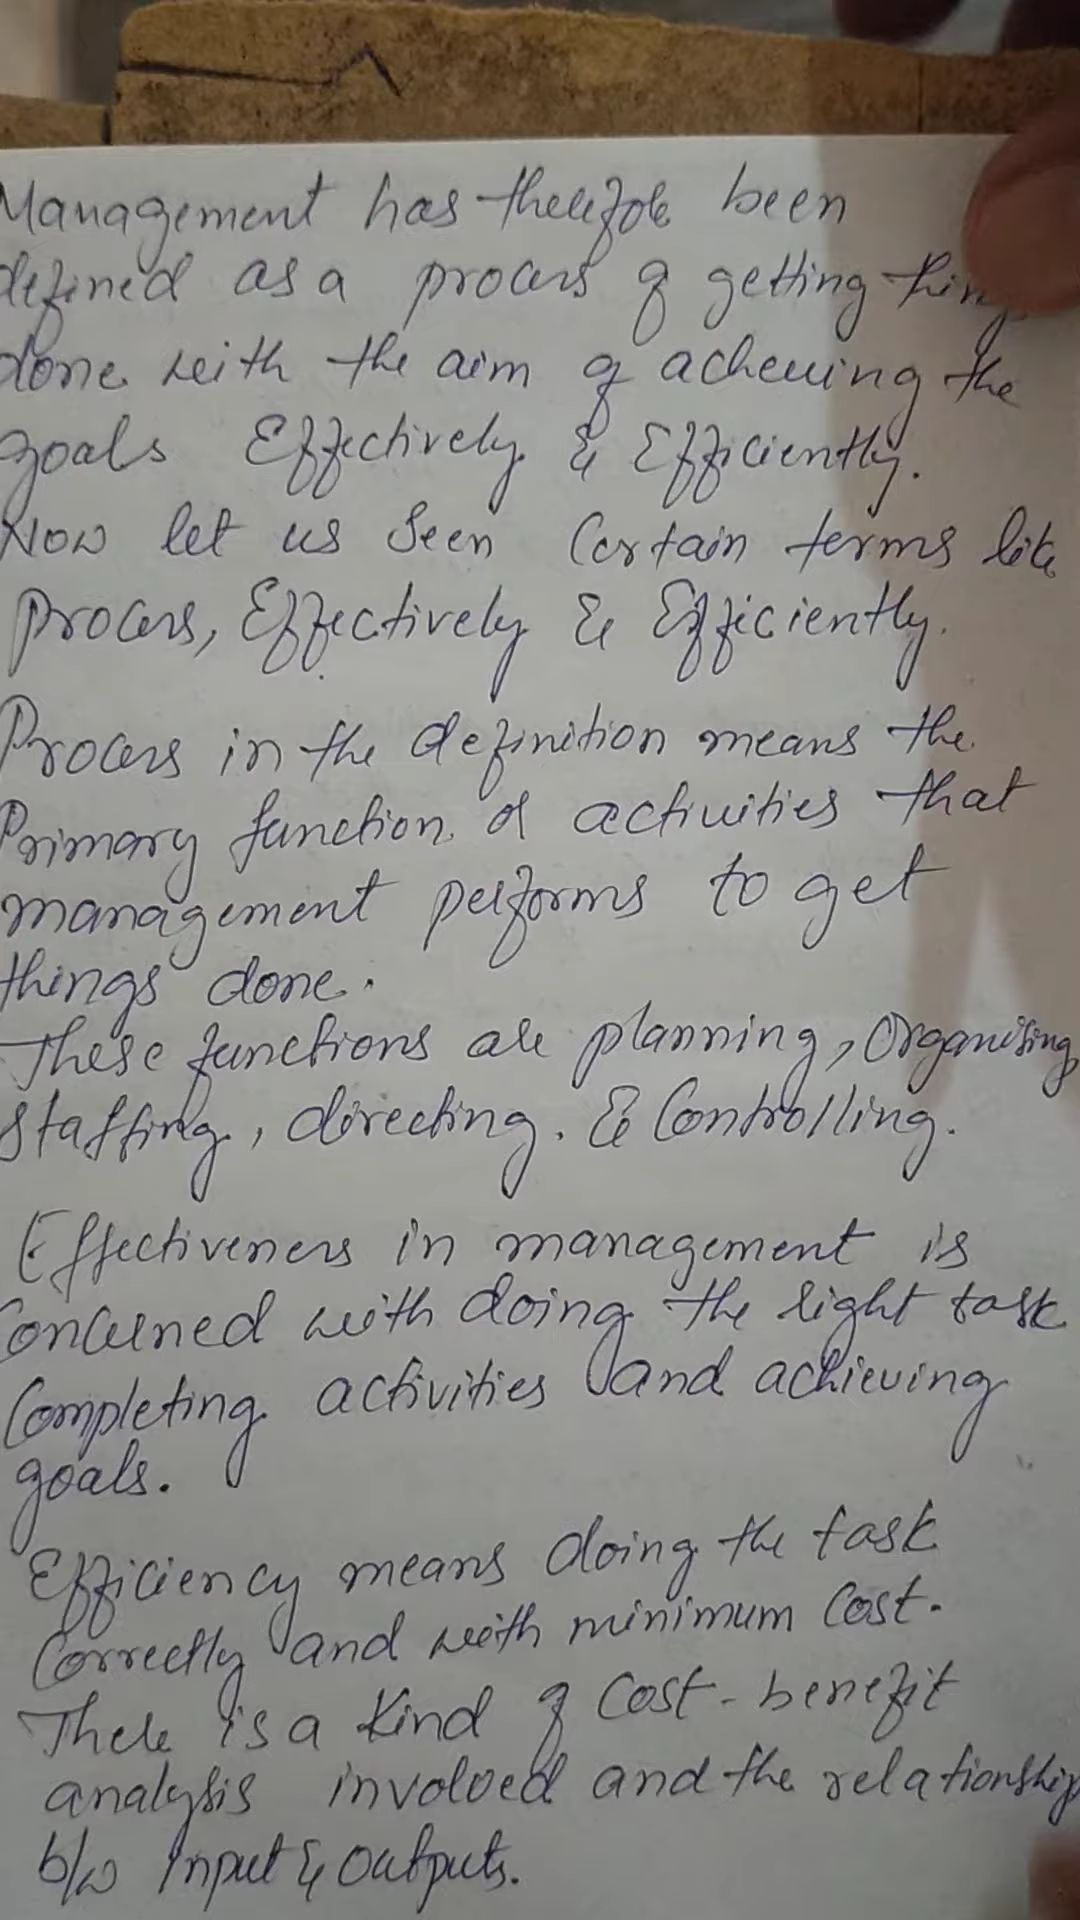 Management has therefore been
defined as a process of getting thing
done with the aim of acheving the
goals Effectively & Efficiently.
Now let us seen Certain terms like
Process, Effectively & Efficiently.
Process in the definition means the
Primary function of activities that
management performs to get
things done.
These functions are planning, Organising
staffing, directing. & Controlling.
Effectiveness in management is
Concerned with doing the right task
Completing activities and achieving
goals.
Efficiency means doing the task
Correctly and with minimum Cost.
There is a kind of Cost-benefit
analysis involved and the relationship
b/w Input & outputs.